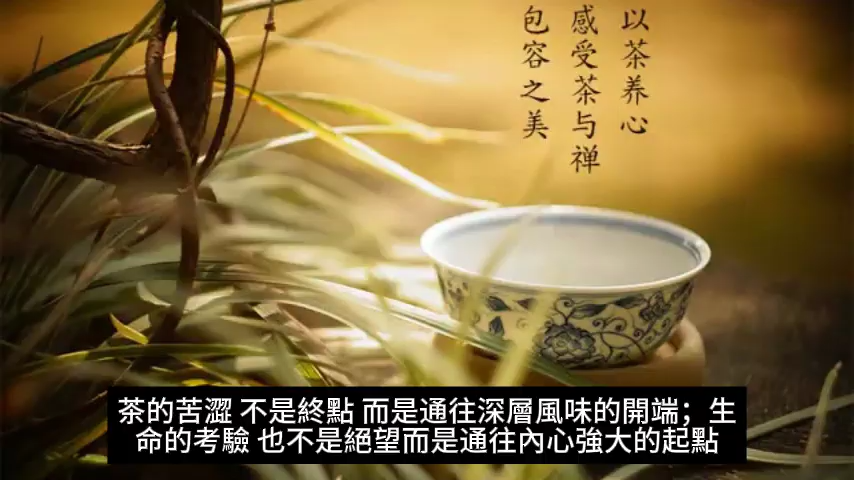 以茶养心
感受茶与禅
包容之美
茶的苦澀 不是終點 而是通往深層風味的開端；生
命的考驗 也不是絕望而是通往內心強大的起點